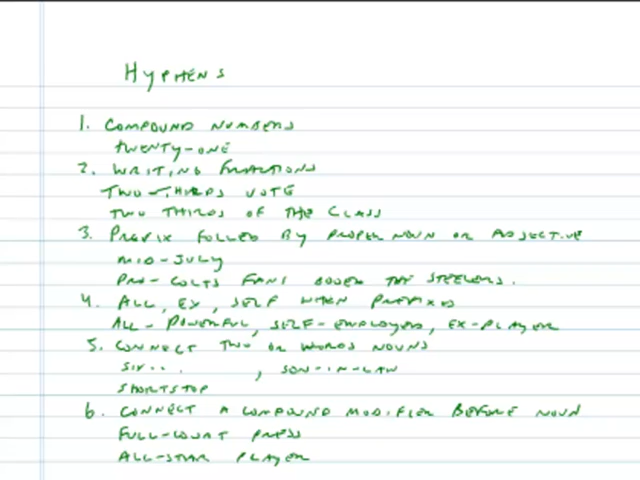 HYPHENS
1. COMPOUND NUMBERS
TWENTY-ONE
2. WRITING FRACTIONS
TWO-THIRDS VOTE
TWO THIRDS OF THE CLASS
3. PREFIX FOLLED BY PROPER NOUN OR ADJECTIVE
MID-JULY
PRO-COLTS FANS BOOED THE STEELERS.
4. ALL, EX, SELF WHEN PREFIXES
ALL-POWERFUL, SELF-EMPLOYED, EX-PLAYER
5. CONNECT TWO OR WORDS NOUNS
SIX... , SON-IN-LAW
SHORTSTOP
6. CONNECT A COMPOUND MODIFIER BEFORE NOUN
FULL-COURT PRESS
ALL-STAR PLAYER